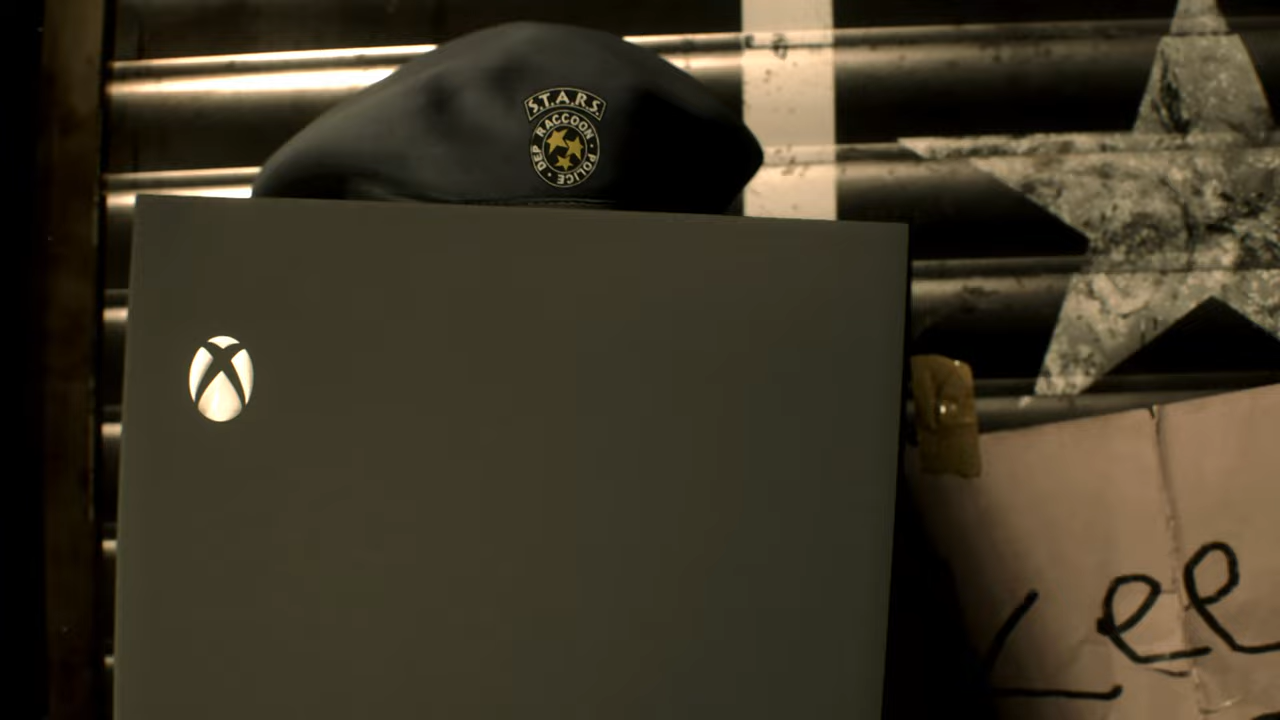 S.T.A.R.S.
RACCOON · POLICE · DEP
Lee